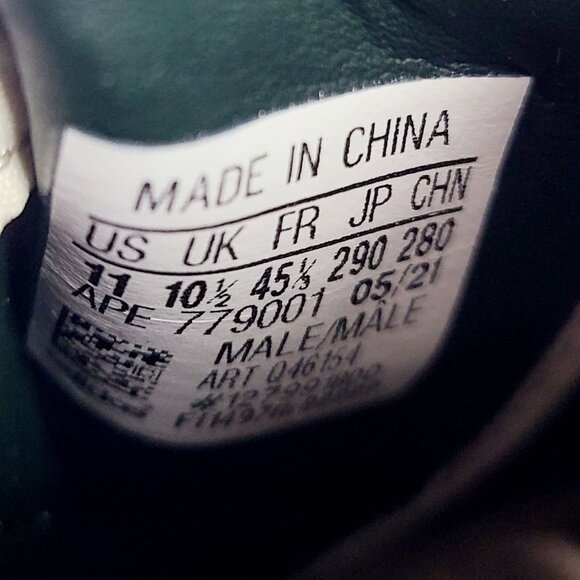 MADE IN CHINA
US UK FR JP CHN
11 10½ 45⅓ 290 280
APE 779001 05/21
MALE/MÂLE
ART Q46154